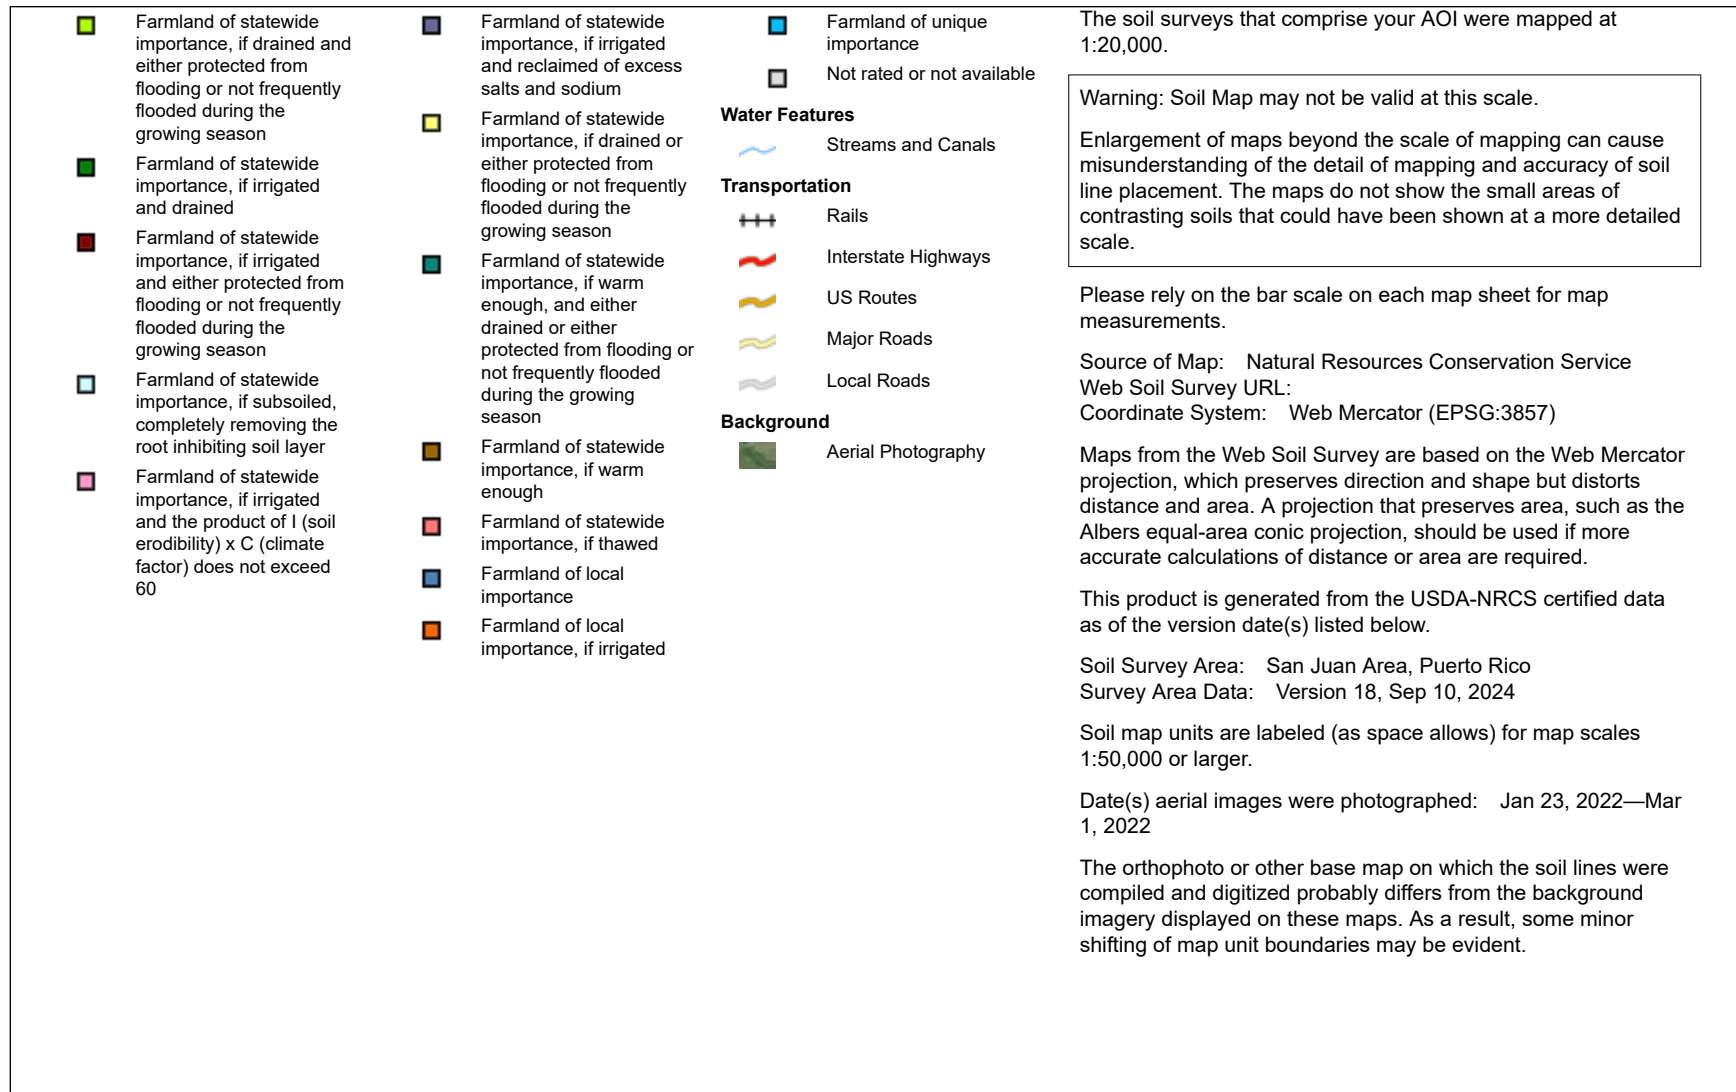 Farmland of statewide
importance, if drained and
either protected from
flooding or not frequently
flooded during the
growing season
Farmland of statewide
importance, if irrigated
and drained
Farmland of statewide
importance, if irrigated
and either protected from
flooding or not frequently
flooded during the
growing season
Farmland of statewide
importance, if subsoiled,
completely removing the
root inhibiting soil layer
Farmland of statewide
importance, if irrigated
and the product of I (soil
erodibility) x C (climate
factor) does not exceed
60
Farmland of statewide
importance, if irrigated
and reclaimed of excess
salts and sodium
Farmland of statewide
importance, if drained or
either protected from
flooding or not frequently
flooded during the
growing season
Farmland of statewide
importance, if warm
enough, and either
drained or either
protected from flooding or
not frequently flooded
during the growing
season
Farmland of statewide
importance, if warm
enough
Farmland of statewide
importance, if thawed
Farmland of local
importance
Farmland of local
importance, if irrigated
Farmland of unique
importance
Not rated or not available
Water Features
Streams and Canals
Transportation
Rails
Interstate Highways
US Routes
Major Roads
Local Roads
Background
Aerial Photography
The soil surveys that comprise your AOI were mapped at
1:20,000.
Warning: Soil Map may not be valid at this scale.
Enlargement of maps beyond the scale of mapping can cause
misunderstanding of the detail of mapping and accuracy of soil
line placement. The maps do not show the small areas of
contrasting soils that could have been shown at a more detailed
scale.
Please rely on the bar scale on each map sheet for map
measurements.
Source of Map: Natural Resources Conservation Service
Web Soil Survey URL:
Coordinate System: Web Mercator (EPSG:3857)
Maps from the Web Soil Survey are based on the Web Mercator
projection, which preserves direction and shape but distorts
distance and area. A projection that preserves area, such as the
Albers equal-area conic projection, should be used if more
accurate calculations of distance or area are required.
This product is generated from the USDA-NRCS certified data
as of the version date(s) listed below.
Soil Survey Area: San Juan Area, Puerto Rico
Survey Area Data: Version 18, Sep 10, 2024
Soil map units are labeled (as space allows) for map scales
1:50,000 or larger.
Date(s) aerial images were photographed: Jan 23, 2022—Mar
1, 2022
The orthophoto or other base map on which the soil lines were
compiled and digitized probably differs from the background
imagery displayed on these maps. As a result, some minor
shifting of map unit boundaries may be evident.